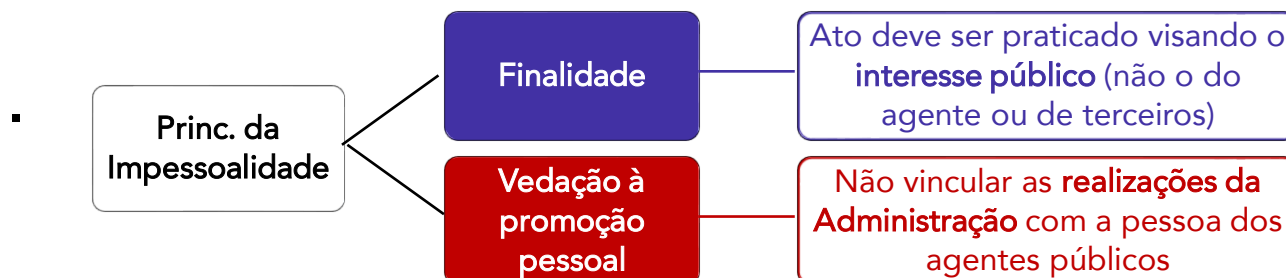 Princ. da
Impessoalidade
Finalidade
Ato deve ser praticado visando o
interesse público (não o do
agente ou de terceiros)
Vedação à
promoção
pessoal
Não vincular as realizações da
Administração com a pessoa dos
agentes públicos